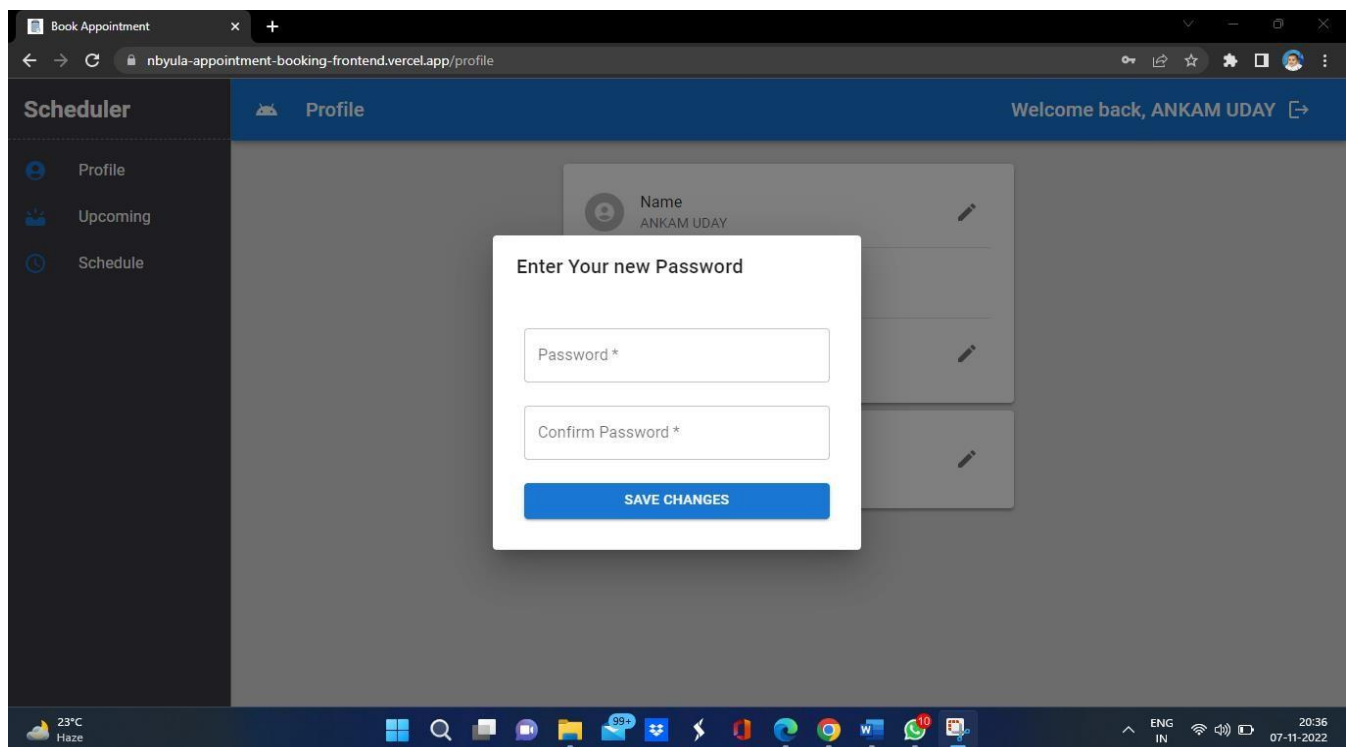 Book Appointment
nbyula-appointment-booking-frontend.vercel.app/profile
Scheduler
Profile
Welcome back, ANKAM UDAY
Profile
Upcoming
Schedule
Name
ANKAM UDAY
Enter Your new Password
Password *
Confirm Password *
SAVE CHANGES
23°C
Haze
99+
W
10
ENG
IN
20:36
07-11-2022